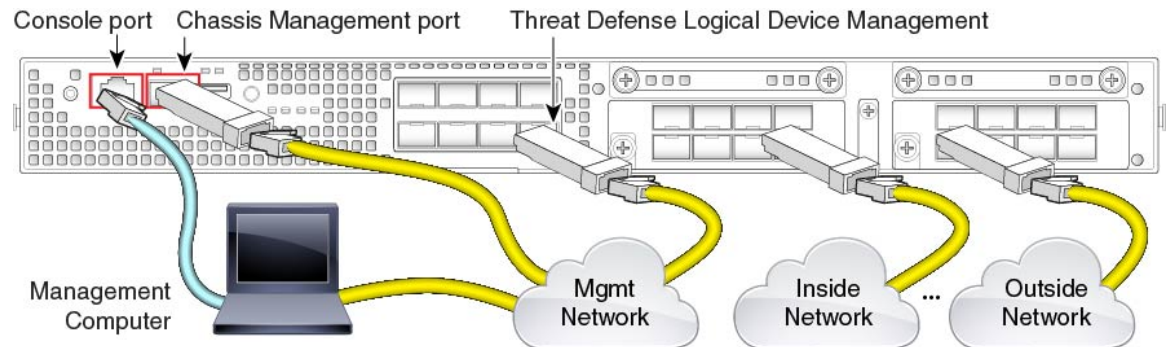 Console port
Chassis Management port
Threat Defense Logical Device Management
Management
Computer
Mgmt
Network
Inside
Network
...
Outside
Network